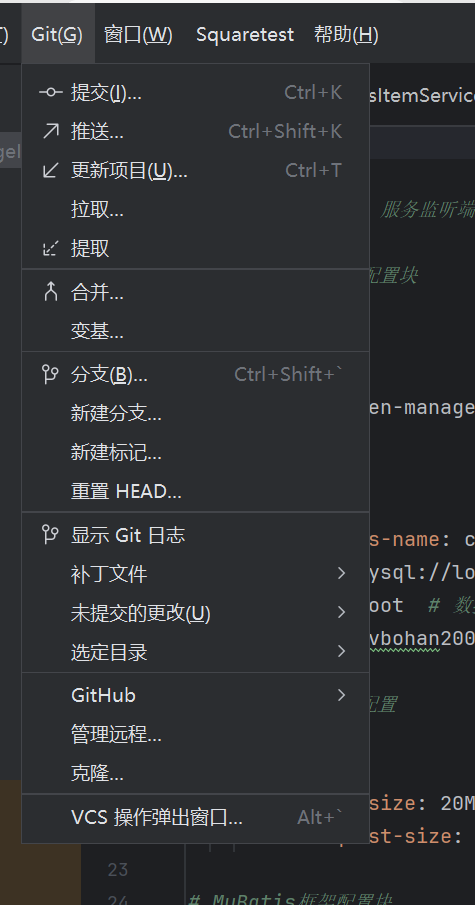 Git(G) 窗口(W) Squaretest 帮助(H)
提交(I)... Ctrl+K
sItemServic
推送... Ctrl+Shift+K
gel
更新项目(U)... Ctrl+T
拉取...
服务监听端
提取
配置块
合并...
变基...
分支(B)... Ctrl+Shift+`
新建分支...
en-manage
新建标记...
重置 HEAD...
显示 Git 日志
s-name: c
补丁文件
ysql://lo
未提交的更改(U)
oot # 数
选定目录
vbohan200
GitHub
配置
管理远程...
克隆...
size: 20M
VCS 操作弹出窗口... Alt+`
st-size:
23
24 # MyBatis框架配置块